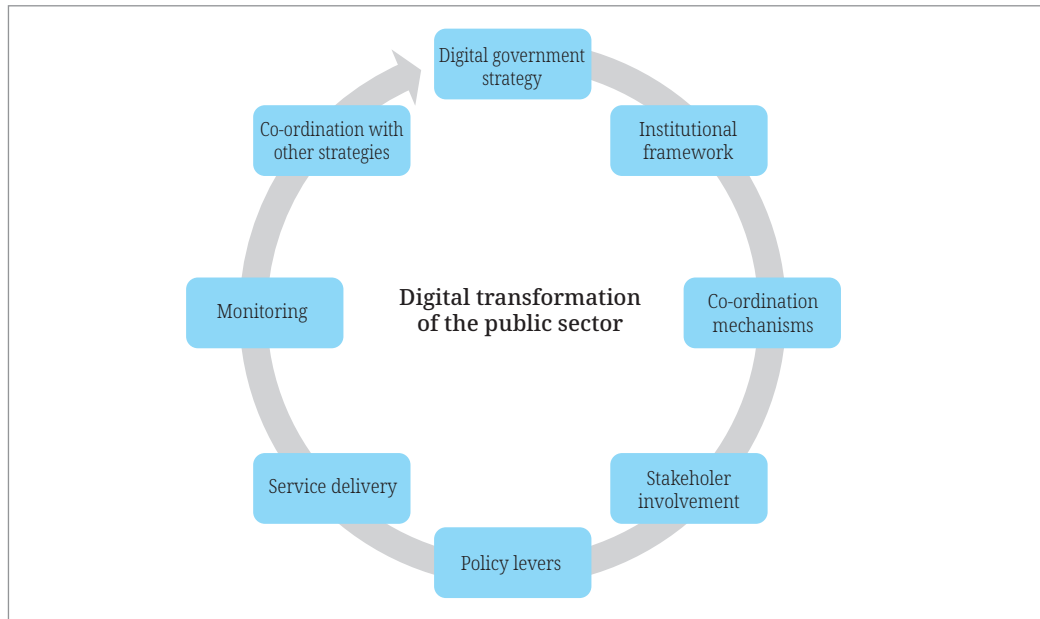 Digital government
strategy
Institutional
framework
Co-ordination
mechanisms
Stakeholer
involvement
Policy levers
Service delivery
Monitoring
Co-ordination with
other strategies
Digital transformation
of the public sector